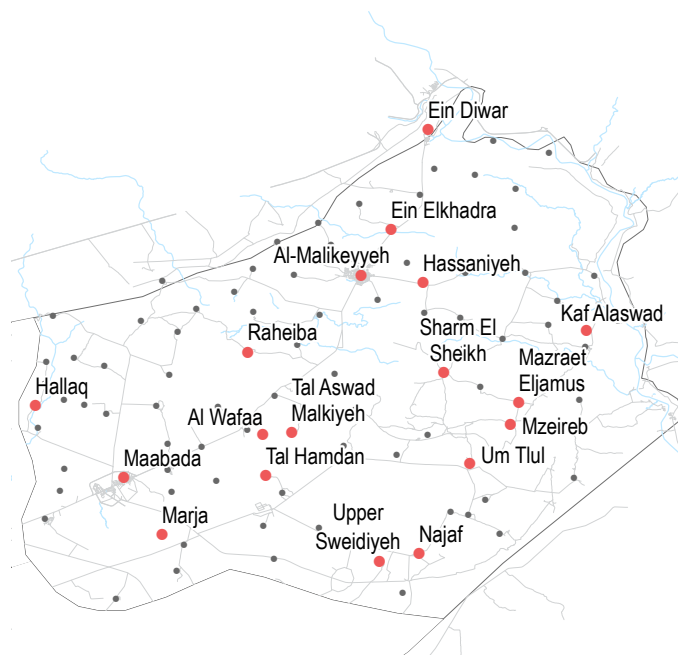 Ein Diwar
Ein Elkhadra
Al-Malikeyyeh
Hassaniyeh
Kaf Alaswad
Sharm El
Sheikh
Raheiba
Mazraet
Eljamus
Hallaq
Tal Aswad
Malkiyeh
Al Wafaa
Mzeireb
Maabada
Tal Hamdan
Um Tlul
Marja
Upper
Sweidiyeh
Najaf